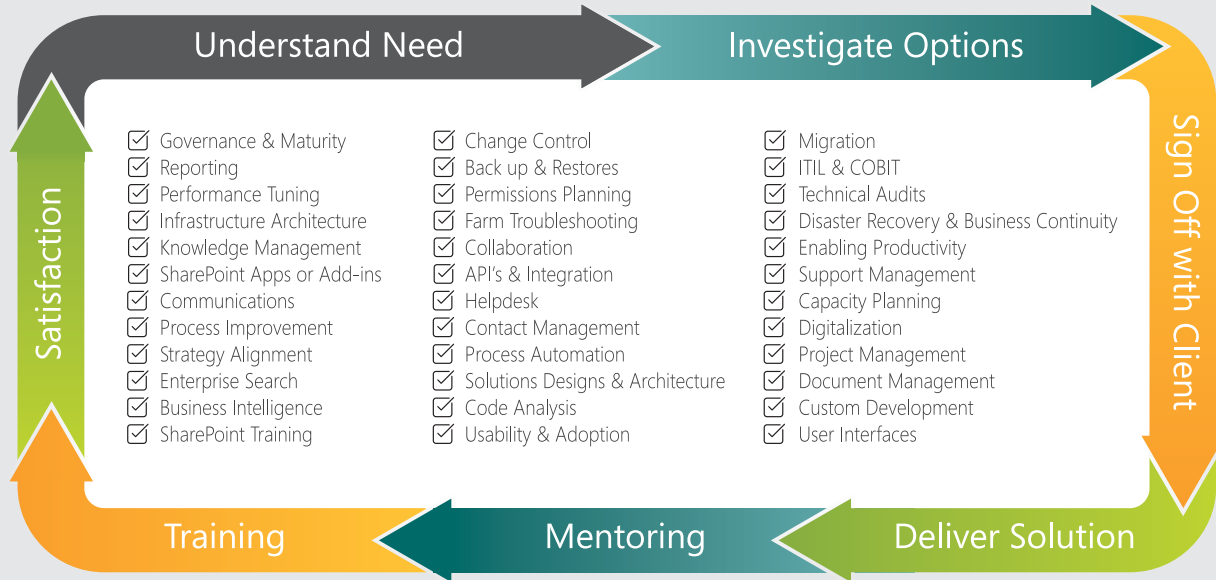 Understand Need
Investigate Options
Sign Off with Client
Deliver Solution
Mentoring
Training
Satisfaction
Governance & Maturity
Reporting
Performance Tuning
Infrastructure Architecture
Knowledge Management
SharePoint Apps or Add-ins
Communications
Process Improvement
Strategy Alignment
Enterprise Search
Business Intelligence
SharePoint Training
Change Control
Back up & Restores
Permissions Planning
Farm Troubleshooting
Collaboration
API's & Integration
Helpdesk
Contact Management
Process Automation
Solutions Designs & Architecture
Code Analysis
Usability & Adoption
Migration
ITIL & COBIT
Technical Audits
Disaster Recovery & Business Continuity
Enabling Productivity
Support Management
Capacity Planning
Digitalization
Project Management
Document Management
Custom Development
User Interfaces